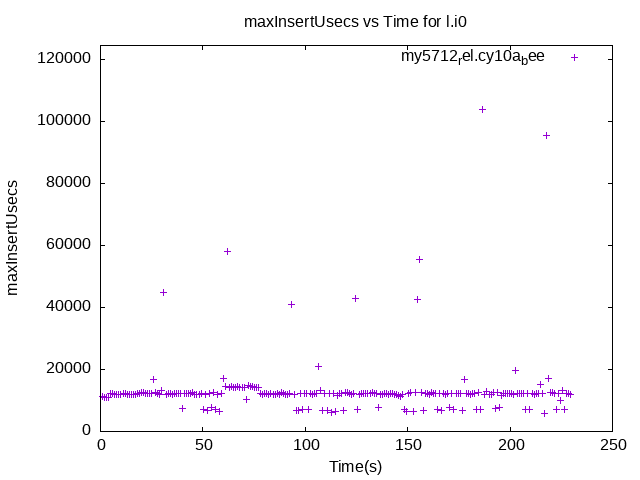 maxInsertUsecs vs Time for l.i0
my5712rel.cy10abee
120000
100000
80000
60000
40000
20000
0
maxInsertUsecs
0 50 100 150 200 250
Time(s)